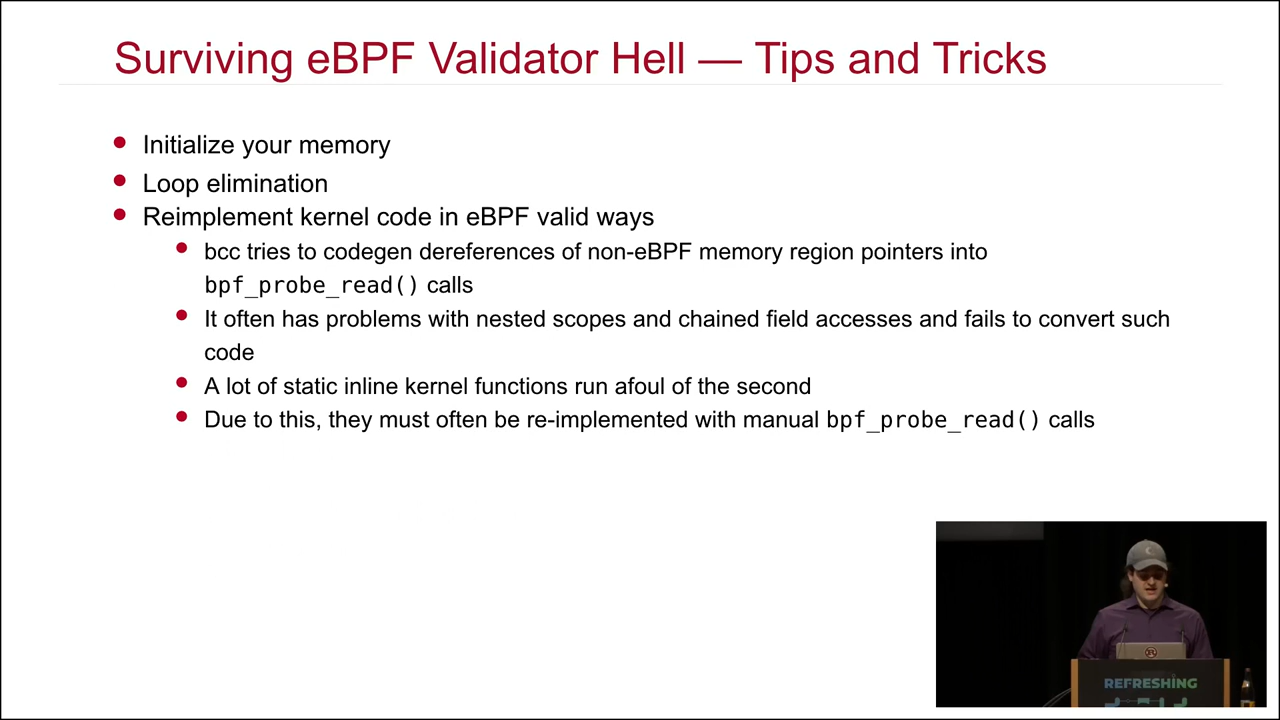 Surviving eBPF Validator Hell — Tips and Tricks
Initialize your memory
Loop elimination
Reimplement kernel code in eBPF valid ways
bcc tries to codegen dereferences of non-eBPF memory region pointers into
bpf_probe_read() calls
It often has problems with nested scopes and chained field accesses and fails to convert such
code
A lot of static inline kernel functions run afoul of the second
Due to this, they must often be re-implemented with manual bpf_probe_read() calls
REFRESHING